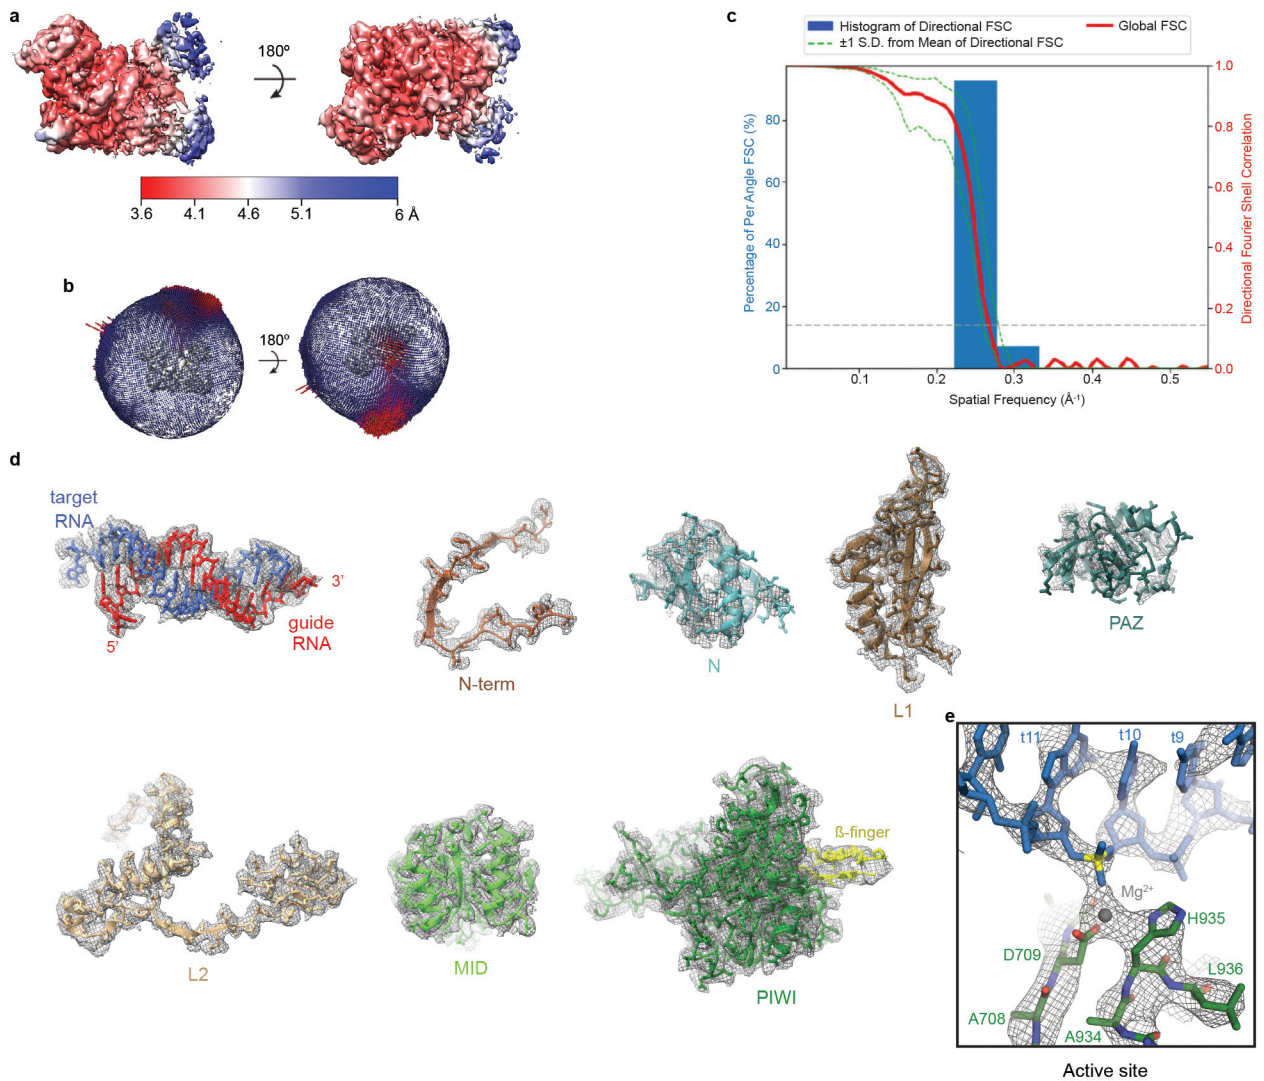 a
180º
3.6 4.1 4.6 5.1 6 Å
b
180º
c
Histogram of Directional FSC
Global FSC
±1 S.D. from Mean of Directional FSC
Percentage of Per Angle FSC (%)
80
60
40
20
0
1.0
0.8
0.6
0.4
0.2
0.0
Directional Fourier Shell Correlation
0.1 0.2 0.3 0.4 0.5
Spatial Frequency (Å-1)
d
target
RNA
3’
guide
RNA
5’
N-term
N
L1
PAZ
L2
MID
PIWI
ß-finger
e
t11 t10 t9
Mg2+
H935
D709
L936
A708
A934
Active site